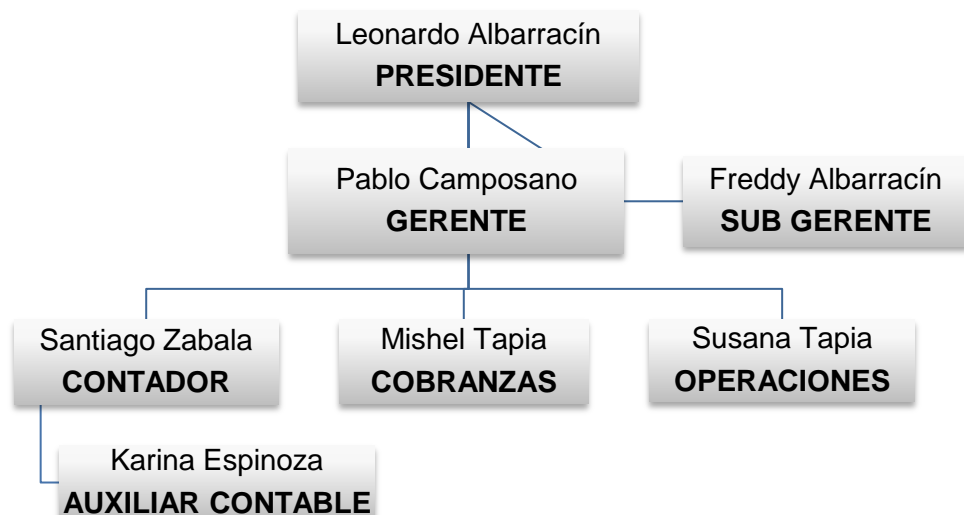 Leonardo Albarracín
PRESIDENTE
Pablo Camposano
GERENTE
Freddy Albarracín
SUB GERENTE
Santiago Zabala
CONTADOR
Mishel Tapia
COBRANZAS
Susana Tapia
OPERACIONES
Karina Espinoza
AUXILIAR CONTABLE